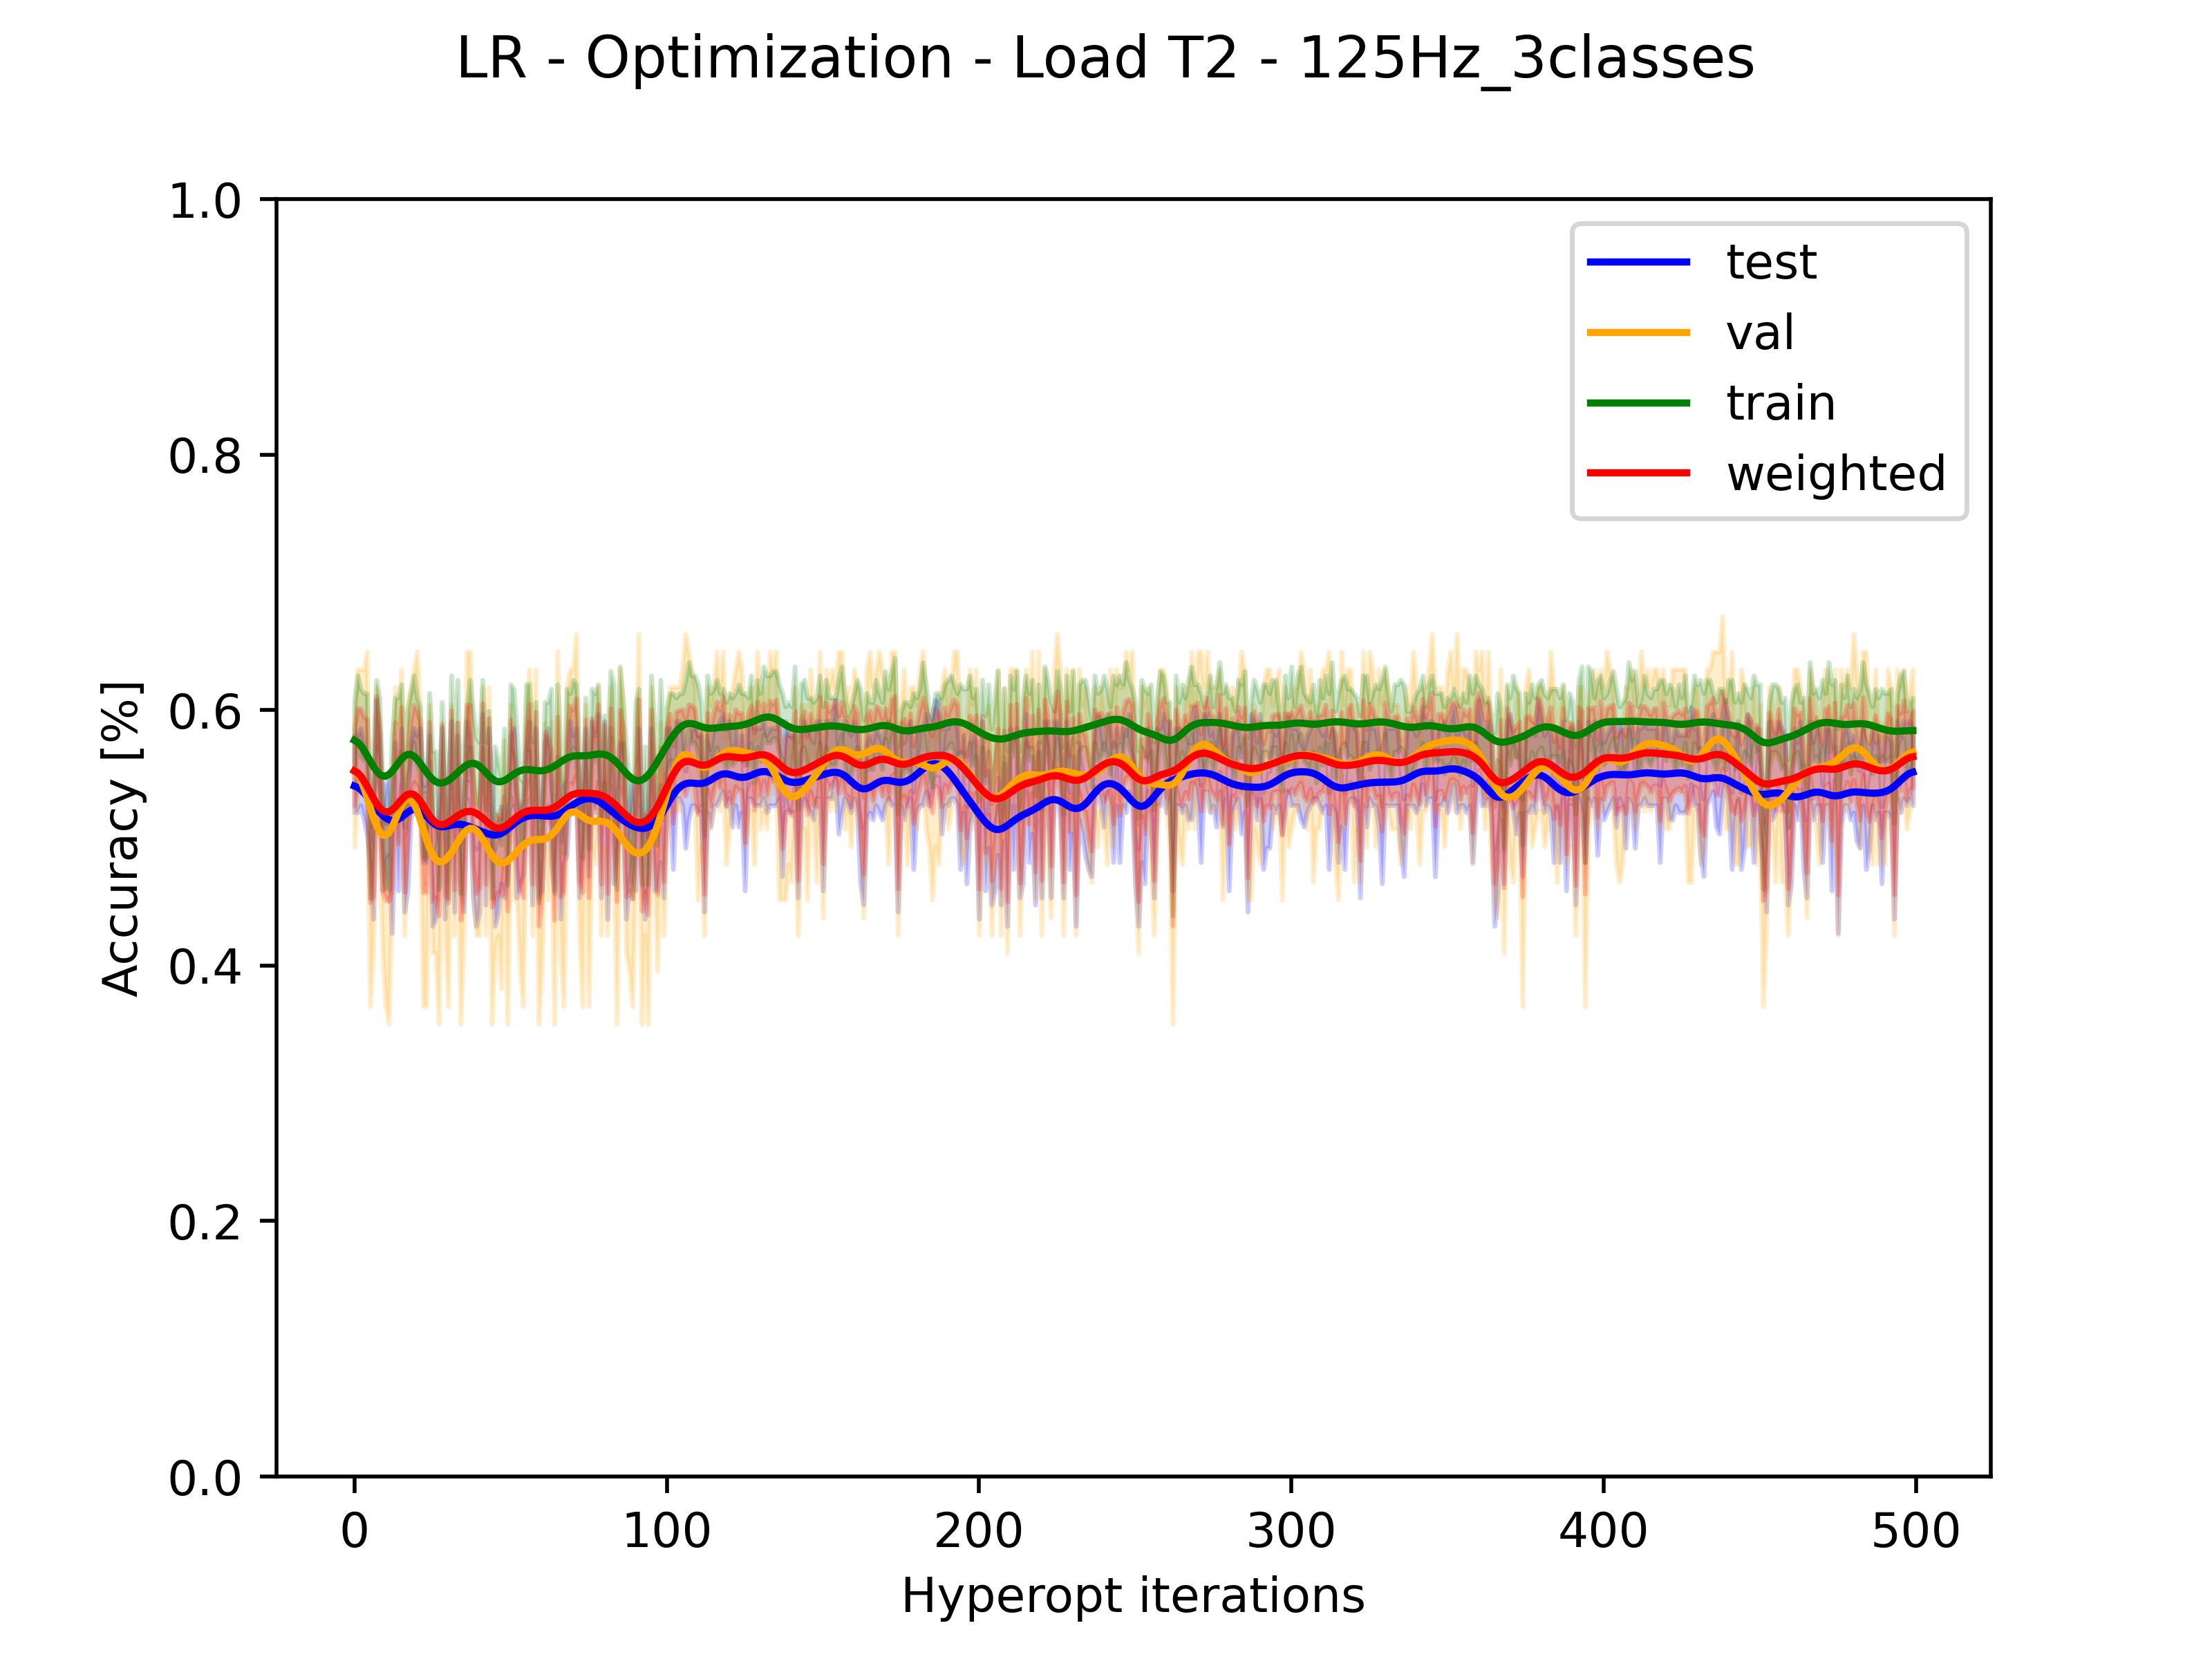 LR - Optimization - Load T2 - 125Hz_3classes
1.0
0.8
0.6
0.4
0.2
0.0
Accuracy [%]
test
val
train
weighted
0 100 200 300 400 500
Hyperopt iterations